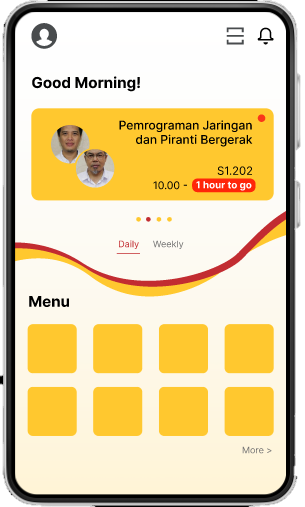 Good Morning!
Pemrograman Jaringan
dan Piranti Bergerak
S1.202
10.00 - 1 hour to go
Daily Weekly
Menu
More >